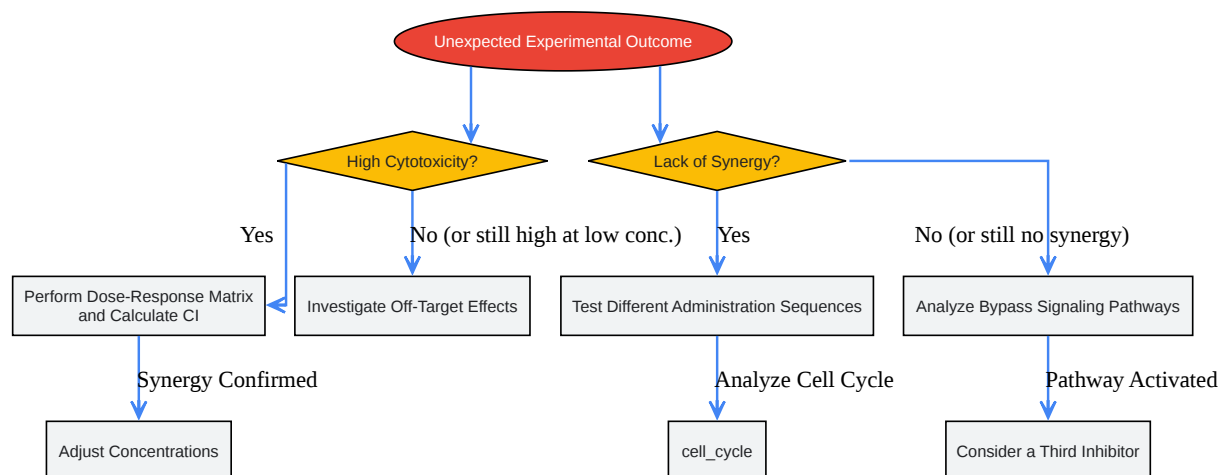 Unexpected Experimental Outcome
High Cytotoxicity?
Lack of Synergy?
Yes
No (or still high at low conc.)
Yes
No (or still no synergy)
Perform Dose-Response Matrix
and Calculate CI
Investigate Off-Target Effects
Test Different Administration Sequences
Analyze Bypass Signaling Pathways
Synergy Confirmed
Analyze Cell Cycle
Pathway Activated
Adjust Concentrations
cell_cycle
Consider a Third Inhibitor